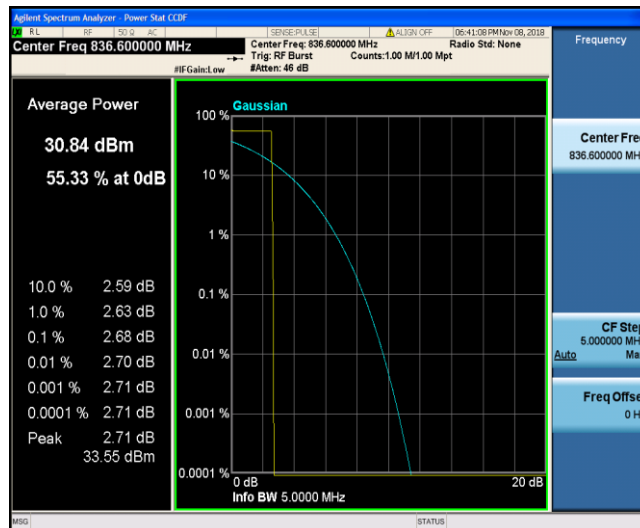 Agilent Spectrum Analyzer - Power Stat CCDF
RL RF 50 Ω AC SENSE:PULSE ALIGN OFF 06:41:08 PM Nov 08, 2018
Center Freq 836.600000 MHz
Center Freq: 836.600000 MHz Radio Std: None
Trig: RF Burst Counts:1.00 M/1.00 Mpt
#IFGain:Low #Atten: 46 dB
Frequency
Average Power
30.84 dBm
55.33 % at 0dB
10.0 % 2.59 dB
1.0 % 2.63 dB
0.1 % 2.68 dB
0.01 % 2.70 dB
0.001 % 2.71 dB
0.0001 % 2.71 dB
Peak 2.71 dB
33.55 dBm
Gaussian
100 %
10 %
1 %
0.1 %
0.01 %
0.001 %
0.0001 %
0 dB 20 dB
Info BW 5.0000 MHz
Center Fre
836.600000 MH
CF Step
5.000000 MH
Auto Ma
Freq Offse
0 H
MSG STATUS